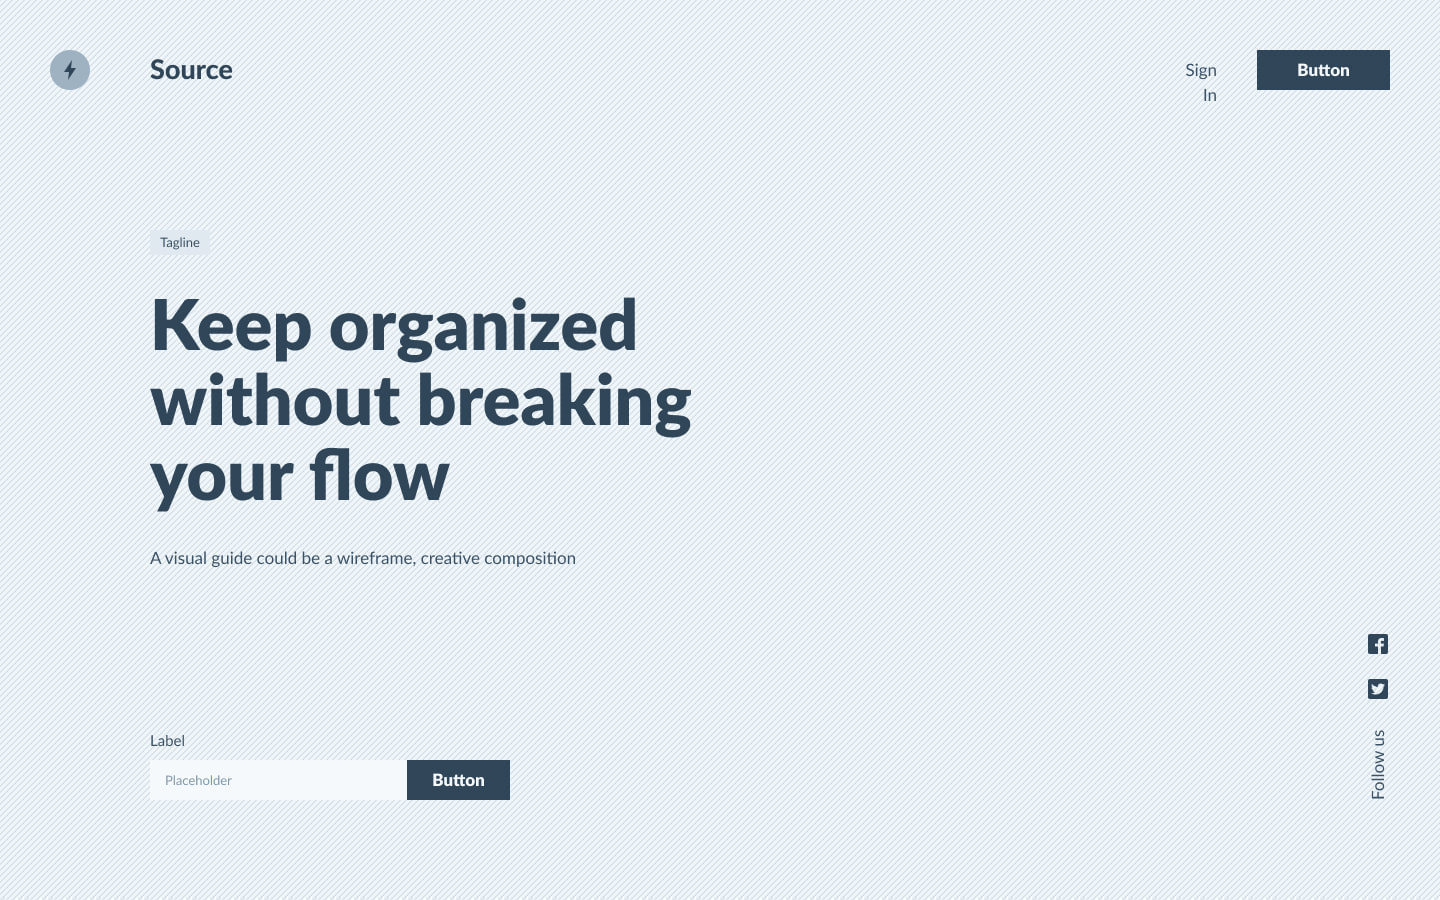 Source
Sign
In
Button
Tagline
Keep organized
without breaking
your flow
A visual guide could be a wireframe, creative composition
Label
Placeholder
Button
Follow us